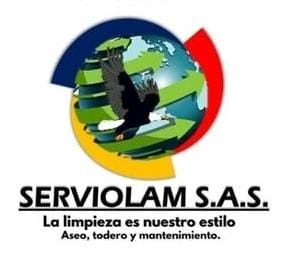 SERVIOLAM S.A.S.
La limpieza es nuestro estilo
Aseo, todero y mantenimiento.